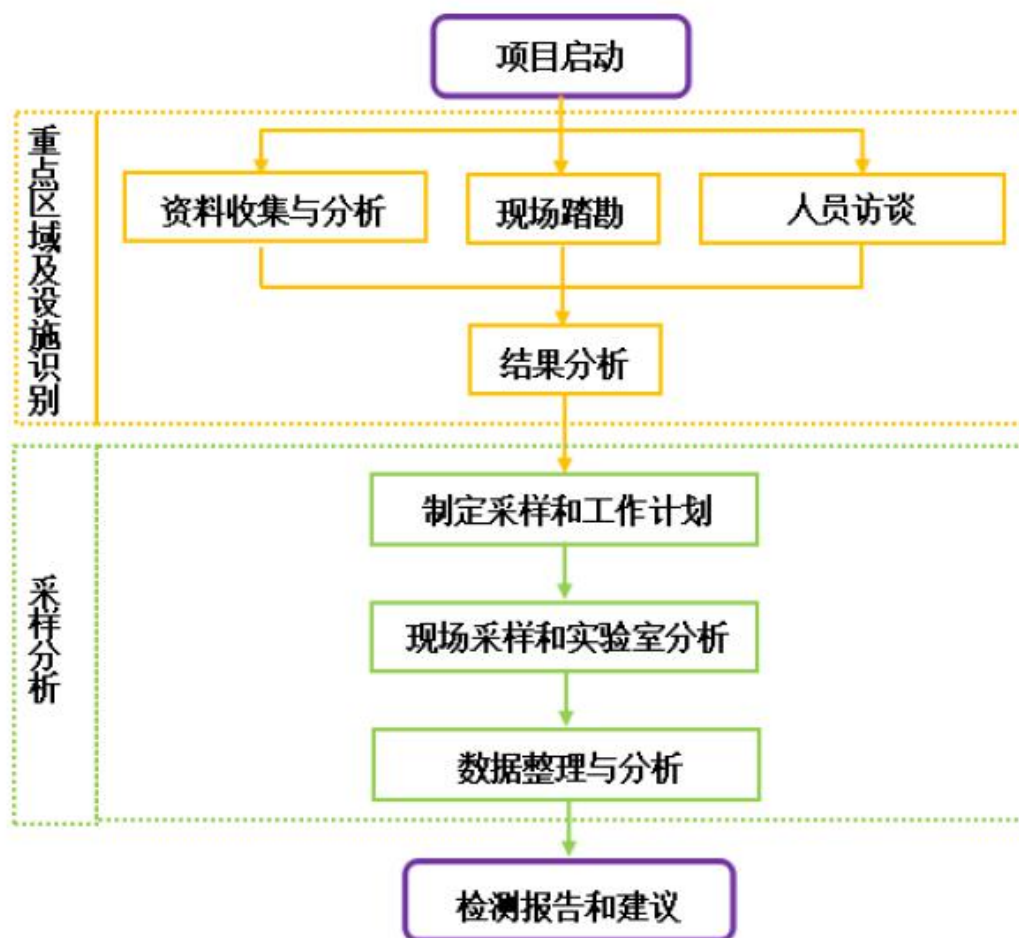 项目启动
重点区域及设施识别
资料收集与分析
现场踏勘
人员访谈
结果分析
采样分析
制定采样和工作计划
现场采样和实验室分析
数据整理与分析
检测报告和建议